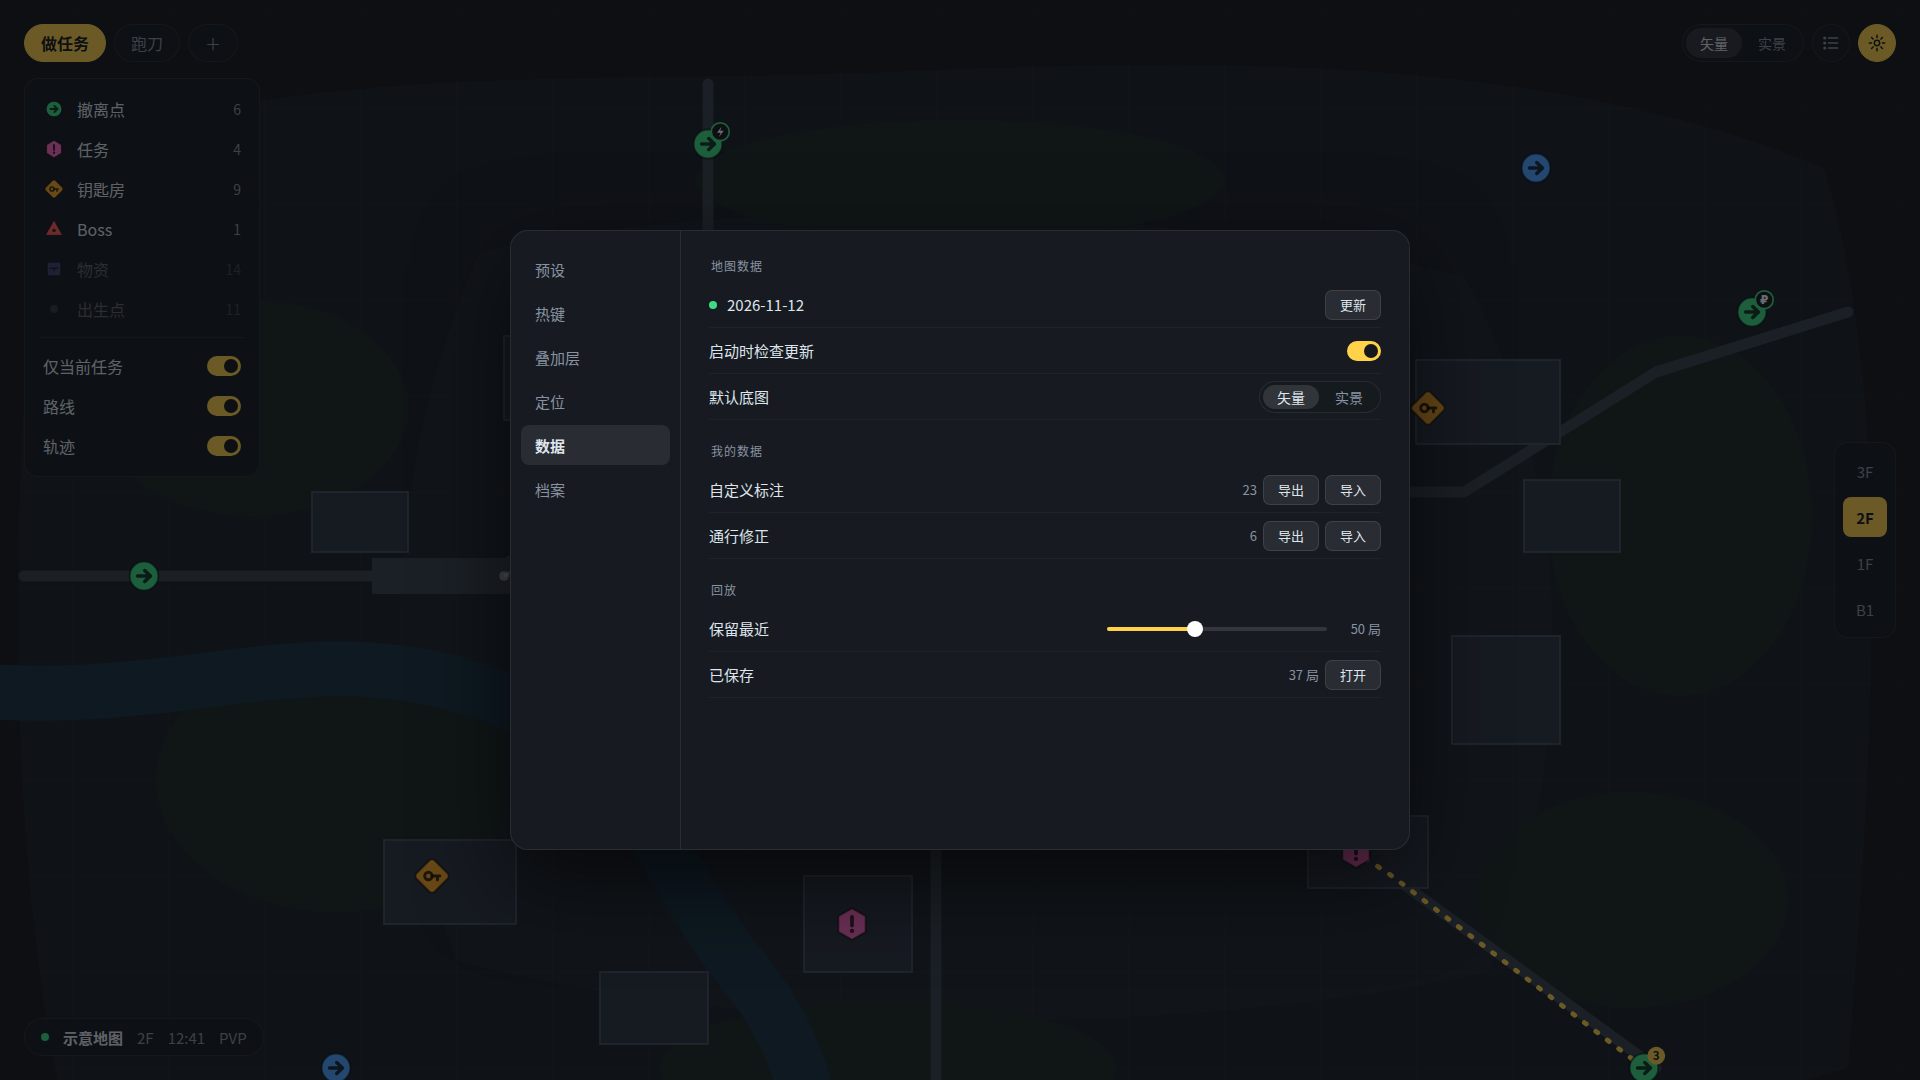 做任务
跑刀
+
矢量
实景
撤离点 6
任务 4
钥匙房 9
Boss 1
物资 14
出生点 11
仅当前任务
路线
轨迹
预设
热键
叠加层
定位
数据
档案
地图数据
2026-11-12 更新
启动时检查更新
默认底图 矢量 实景
我的数据
自定义标注 23 导出 导入
通行修正 6 导出 导入
回放
保留最近 50 局
已保存 37 局 打开
₽
3F
2F
1F
B1
3
示意地图 2F 12:41 PVP